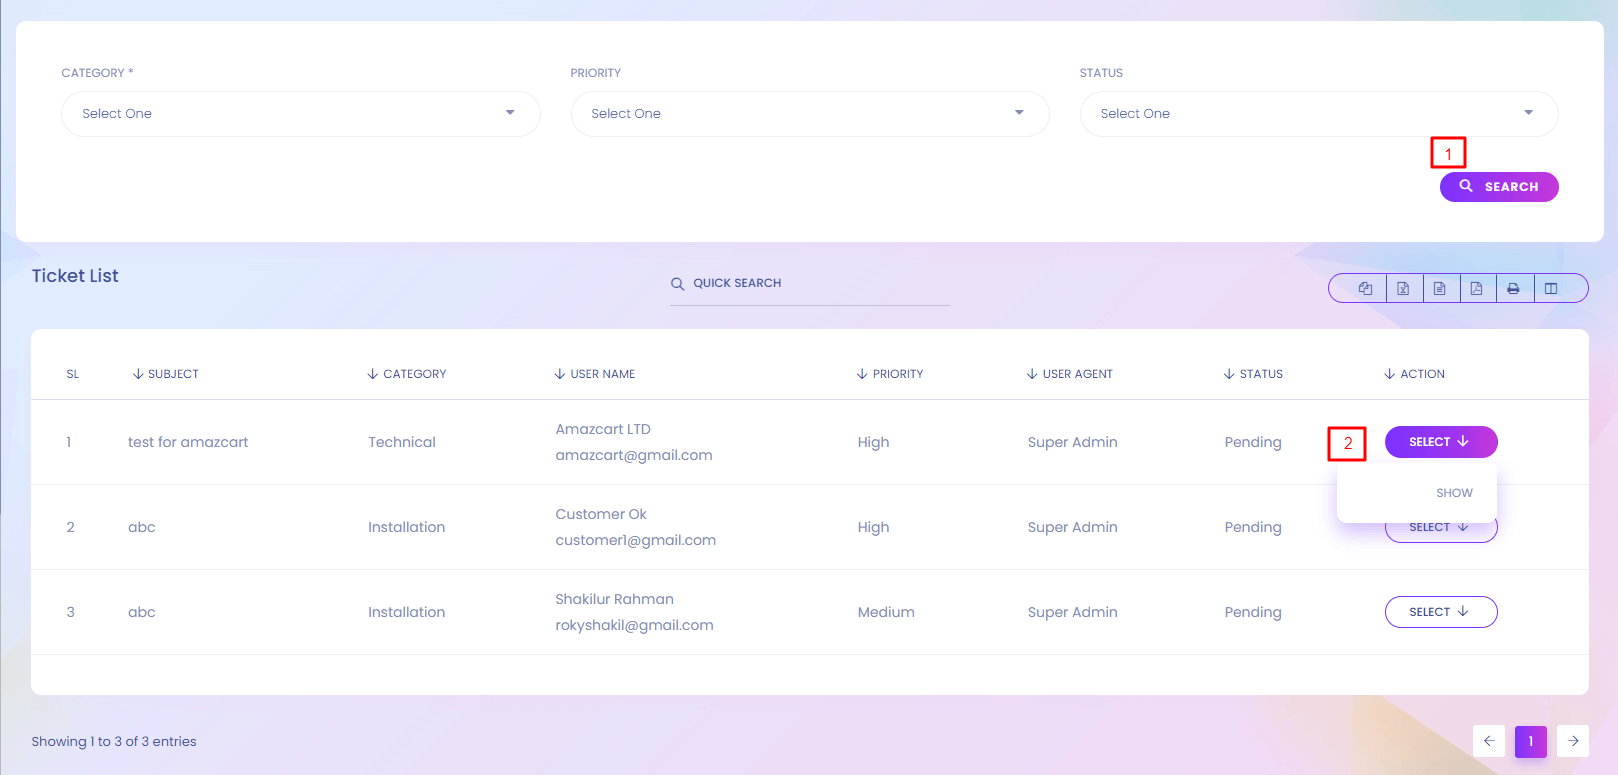 CATEGORY * PRIORITY STATUS
Select One Select One Select One
1
SEARCH
Ticket List
QUICK SEARCH
SL SUBJECT CATEGORY USER NAME PRIORITY USER AGENT STATUS ACTION
1 test for amazcart Technical Amazcart LTD High Super Admin Pending 2 SELECT
amazcart@gmail.com
SHOW
2 abc Installation Customer Ok High Super Admin Pending SELECT
customer1@gmail.com
3 abc Installation Shakilur Rahman Medium Super Admin Pending SELECT
rokyshakil@gmail.com
Showing 1 to 3 of 3 entries
1